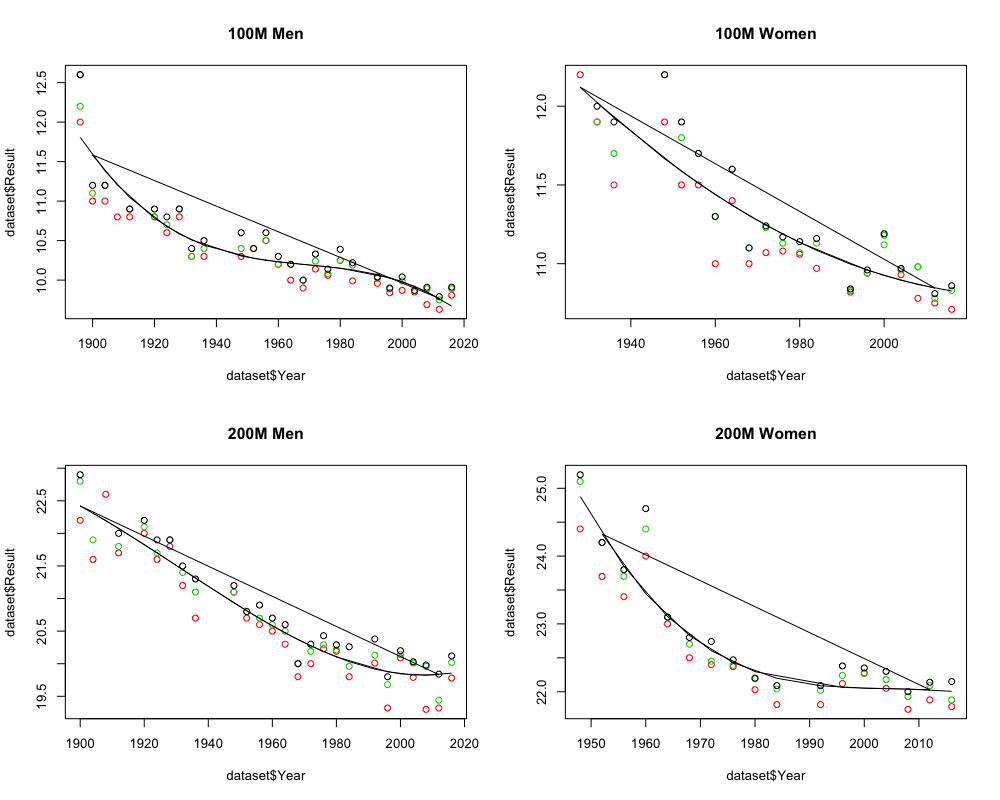 100M Men
dataset$Result
10.0 10.5 11.0 11.5 12.0 12.5
1900 1920 1940 1960 1980 2000 2020
dataset$Year
100M Women
dataset$Result
11.0 11.5 12.0
1940 1960 1980 2000
dataset$Year
200M Men
dataset$Result
19.5 20.5 21.5 22.5
1900 1920 1940 1960 1980 2000 2020
dataset$Year
200M Women
dataset$Result
22.0 23.0 24.0 25.0
1950 1960 1970 1980 1990 2000 2010
dataset$Year